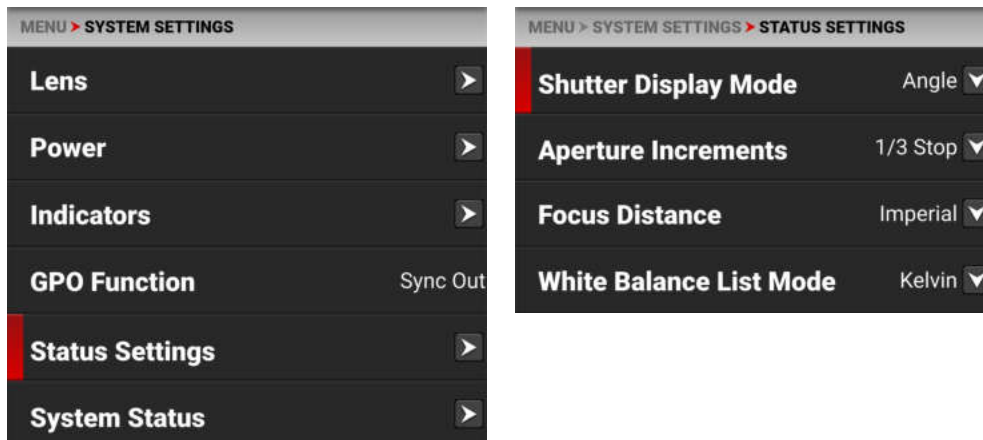 MENU > SYSTEM SETTINGS
Lens
Power
Indicators
GPO Function Sync Out
Status Settings
System Status
MENU > SYSTEM SETTINGS > STATUS SETTINGS
Shutter Display Mode Angle
Aperture Increments 1/3 Stop
Focus Distance Imperial
White Balance List Mode Kelvin